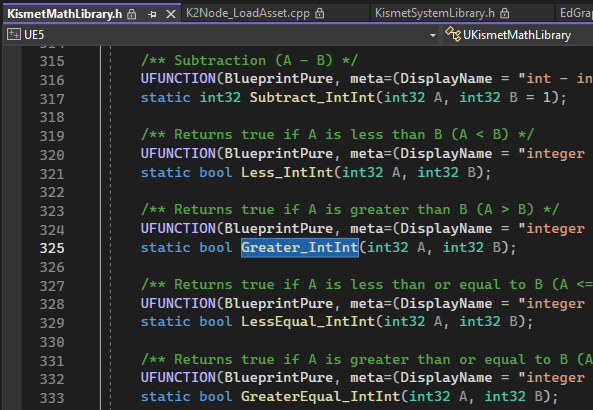 KismetMathLibrary.h
K2Node_LoadAsset.cpp
KismetSystemLibrary.h
EdGrap
UE5
UKismetMathLibrary
315 /** Subtraction (A - B) */
316 UFUNCTION(BlueprintPure, meta=(DisplayName = "int - in
317 static int32 Subtract_IntInt(int32 A, int32 B = 1);
318
319 /** Returns true if A is less than B (A < B) */
320 UFUNCTION(BlueprintPure, meta=(DisplayName = "integer
321 static bool Less_IntInt(int32 A, int32 B);
322
323 /** Returns true if A is greater than B (A > B) */
324 UFUNCTION(BlueprintPure, meta=(DisplayName = "integer
325 static bool Greater_IntInt(int32 A, int32 B);
326
327 /** Returns true if A is less than or equal to B (A <=
328 UFUNCTION(BlueprintPure, meta=(DisplayName = "integer
329 static bool LessEqual_IntInt(int32 A, int32 B);
330
331 /** Returns true if A is greater than or equal to B (A
332 UFUNCTION(BlueprintPure, meta=(DisplayName = "integer
333 static bool GreaterEqual_IntInt(int32 A, int32 B);